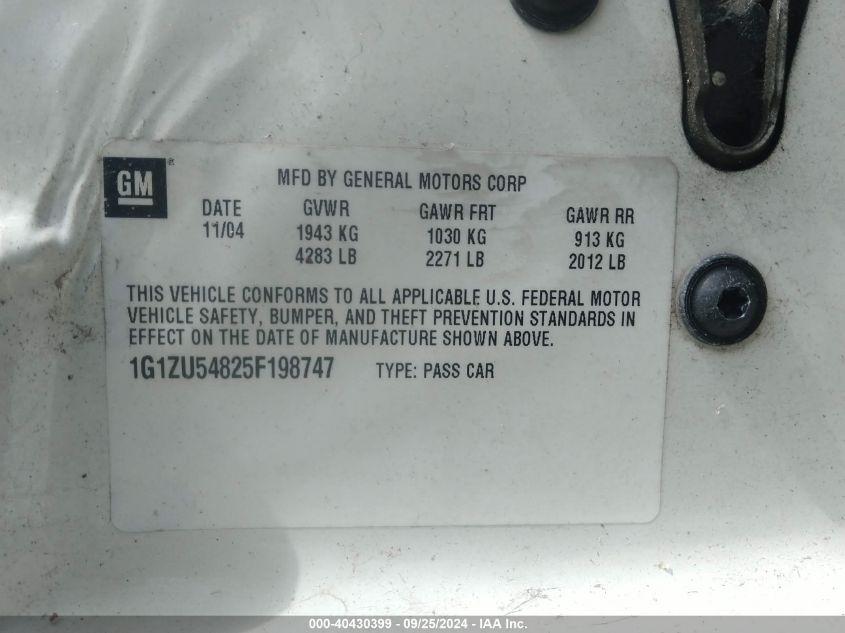 GM
MFD BY GENERAL MOTORS CORP
DATE GVWR GAWR FRT GAWR RR
11/04 1943 KG 1030 KG 913 KG
4283 LB 2271 LB 2012 LB
THIS VEHICLE CONFORMS TO ALL APPLICABLE U.S. FEDERAL MOTOR
VEHICLE SAFETY, BUMPER, AND THEFT PREVENTION STANDARDS IN
EFFECT ON THE DATE OF MANUFACTURE SHOWN ABOVE.
1G1ZU54825F198747 TYPE: PASS CAR
000-40430399 - 09/25/2024 - IAA Inc.